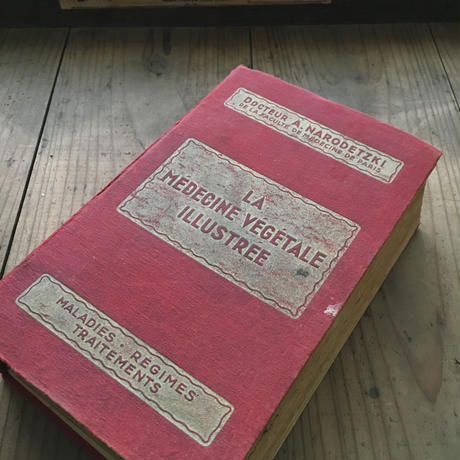 DOCTEUR A. NARODETZKI
DE LA FACULTÉ DE MÉDECINE DE PARIS
LA
MÉDECINE VÉGÉTALE
ILLUSTRÉE
MALADIES • RÉGIMES
TRAITEMENTS